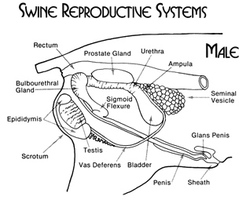 SWINE REPRODUCTIVE SYSTEMS
MALE
Rectum
Prostate Gland
Urethra
Ampula
Bulbourethral
Gland
Sigmoid
Flexure
Seminal
Vesicle
Epididymis
Glans Penis
Scrotum
Testis
Vas Deferens
Bladder
Penis
Sheath